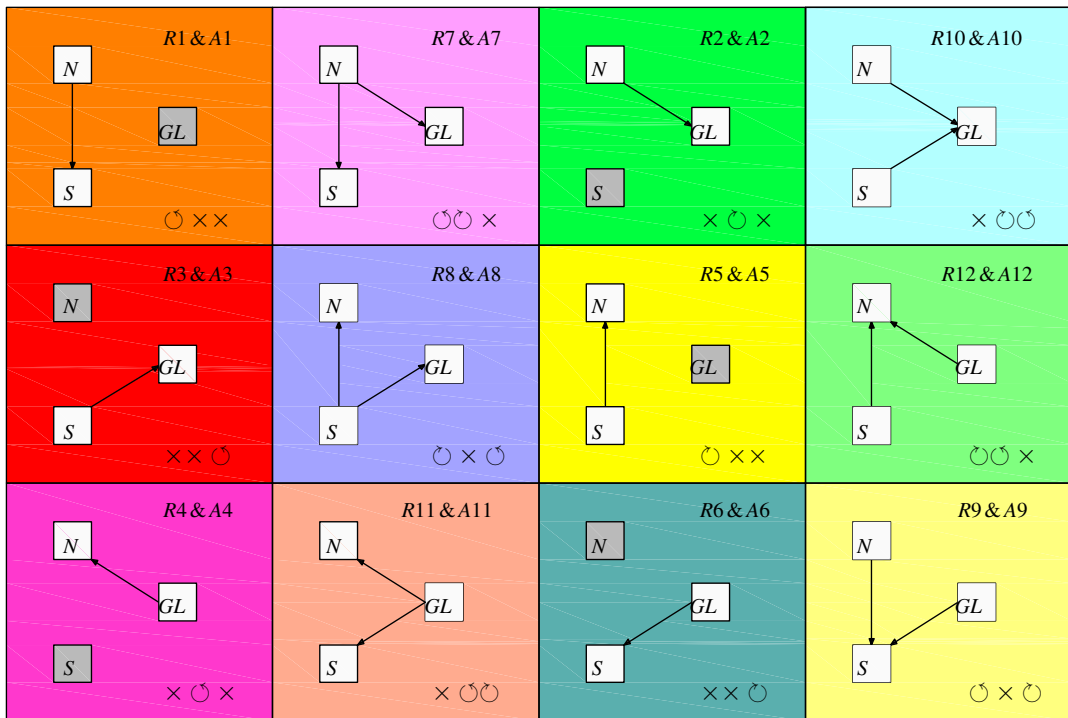 R1 & A1
N
GL
S
↺ × ×
R7 & A7
N
GL
S
↺ ↻ ×
R2 & A2
N
GL
S
× ↻ ×
R10 & A10
N
GL
S
× ↻ ↺
R3 & A3
N
GL
S
× × ↺
R8 & A8
N
GL
S
↻ × ↺
R5 & A5
N
GL
S
↻ × ×
R12 & A12
N
GL
S
↻ ↺ ×
R4 & A4
N
GL
S
× ↺ ×
R11 & A11
N
GL
S
× ↺ ↻
R6 & A6
N
GL
S
× × ↻
R9 & A9
N
GL
S
↺ × ↻